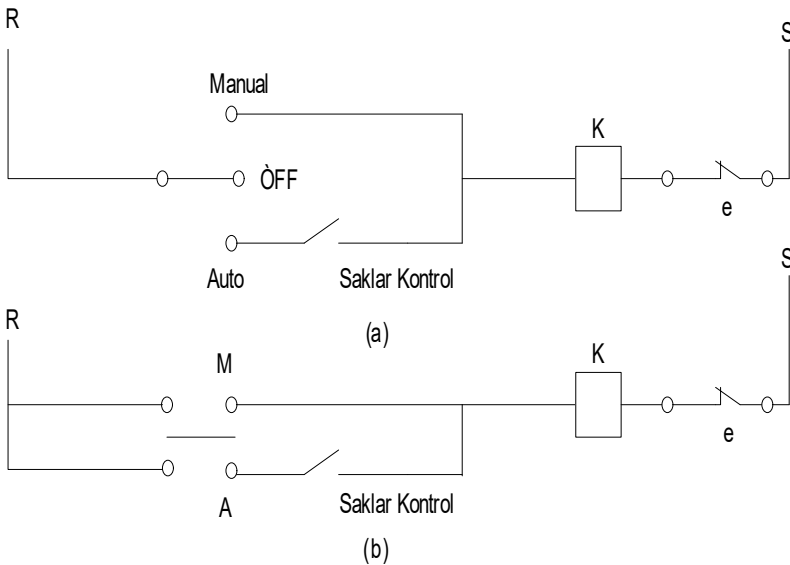 R
S
Manual
K
ÒFF
e
Auto
Saklar Kontrol
(a)
S
R
M
K
e
A
Saklar Kontrol
(b)